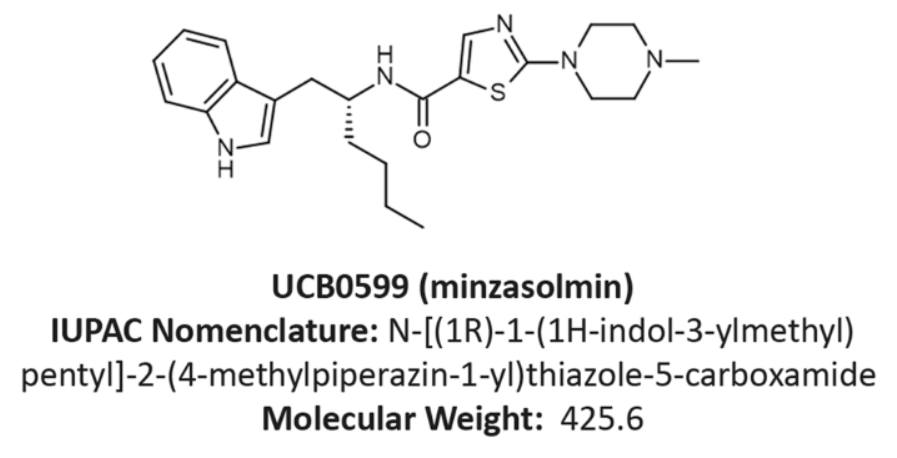 N
H
N
H
O
N
S
N
N
UCB0599 (minzasolmin)
IUPAC Nomenclature: N-[(1R)-1-(1H-indol-3-ylmethyl)
pentyl]-2-(4-methylpiperazin-1-yl)thiazole-5-carboxamide
Molecular Weight: 425.6